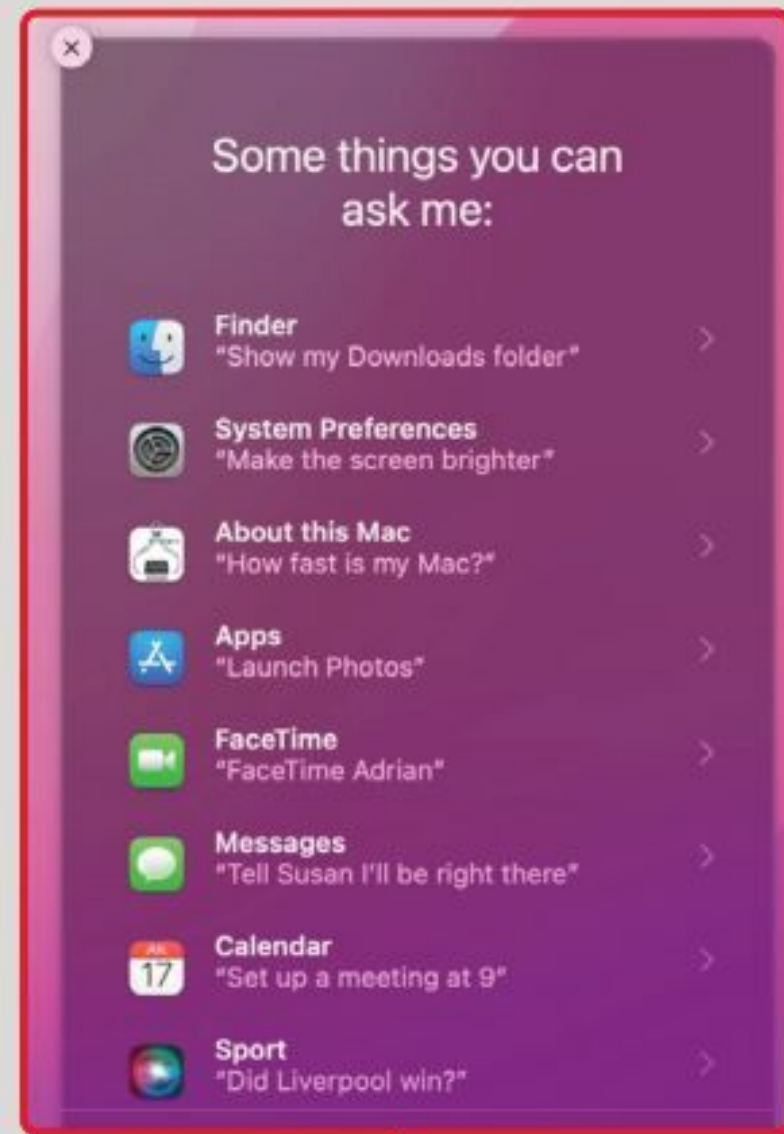 Some things you can
ask me:
Finder
"Show my Downloads folder"
System Preferences
"Make the screen brighter"
About this Mac
"How fast is my Mac?"
Apps
"Launch Photos"
FaceTime
"FaceTime Adrian"
Messages
"Tell Susan I'll be right there"
JUL
17
Calendar
"Set up a meeting at 9"
Sport
"Did Liverpool win?"